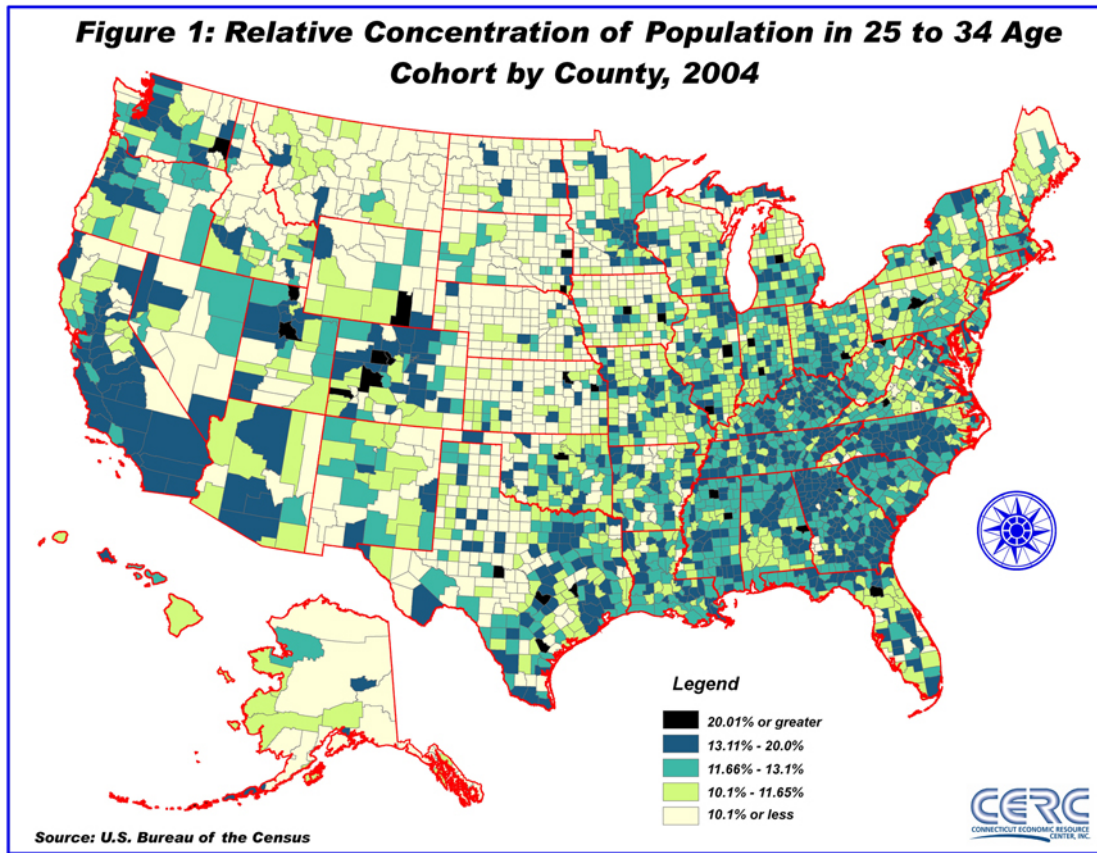 Figure 1: Relative Concentration of Population in 25 to 34 Age
Cohort by County, 2004
Legend
20.01% or greater
13.11% - 20.0%
11.66% - 13.1%
10.1% - 11.65%
10.1% or less
Source: U.S. Bureau of the Census
CERC
CONNECTICUT ECONOMIC RESOURCE
CENTER, INC.